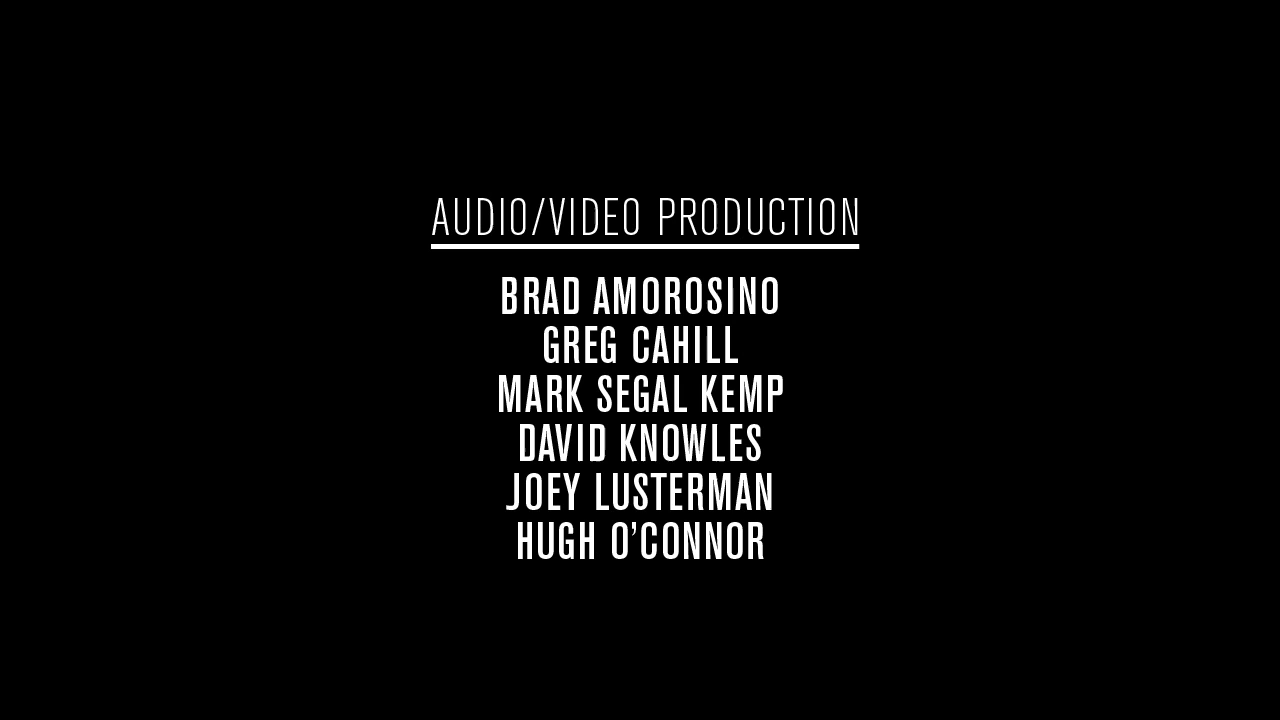 AUDIO/VIDEO PRODUCTION
BRAD AMOROSINO
GREG CAHILL
MARK SEGAL KEMP
DAVID KNOWLES
JOEY LUSTERMAN
HUGH O’CONNOR